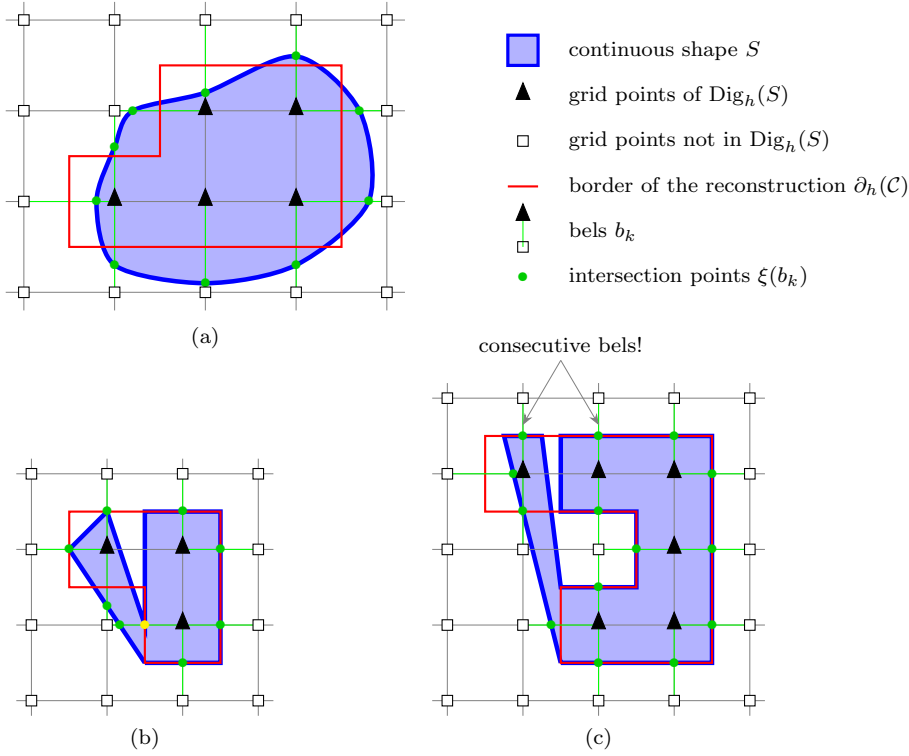 continuous shape S
grid points of Dig_h(S)
grid points not in Dig_h(S)
border of the reconstruction ∂_h(𝒞)
bels b_k
intersection points ξ(b_k)
(a)
consecutive bels!
(b)
(c)